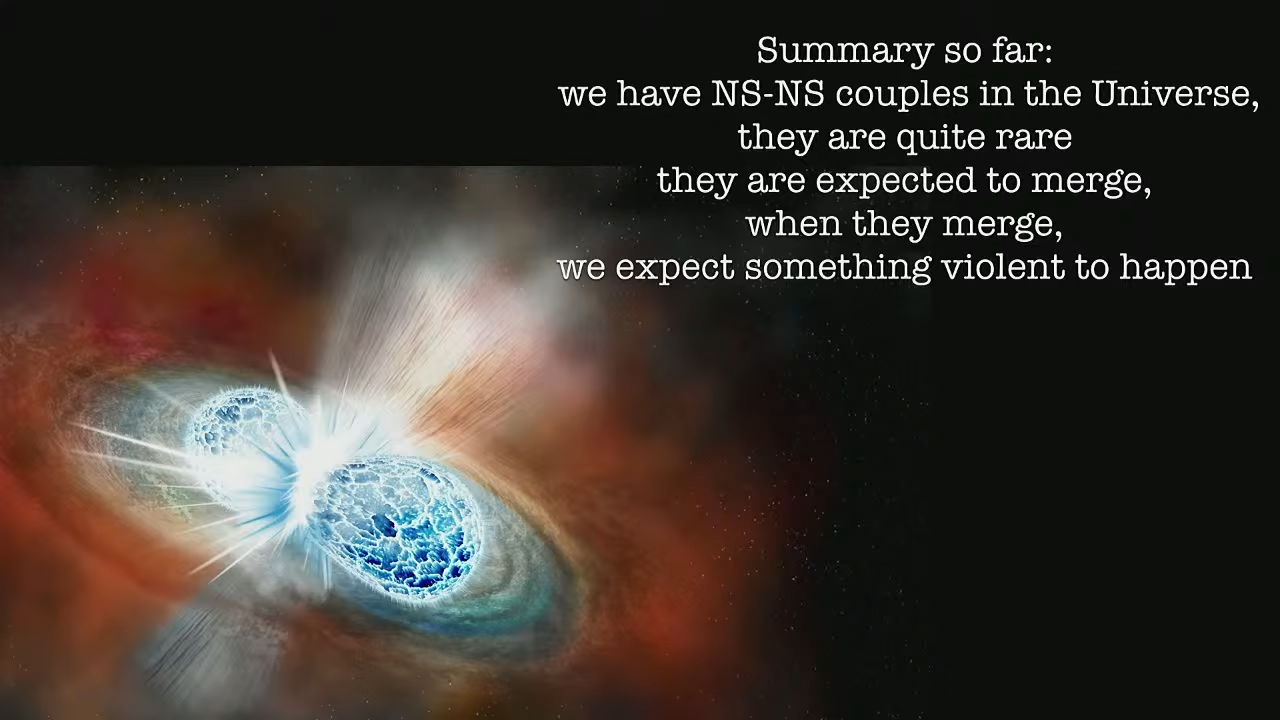 Summary so far:
we have NS-NS couples in the Universe,
they are quite rare
they are expected to merge,
when they merge,
we expect something violent to happen